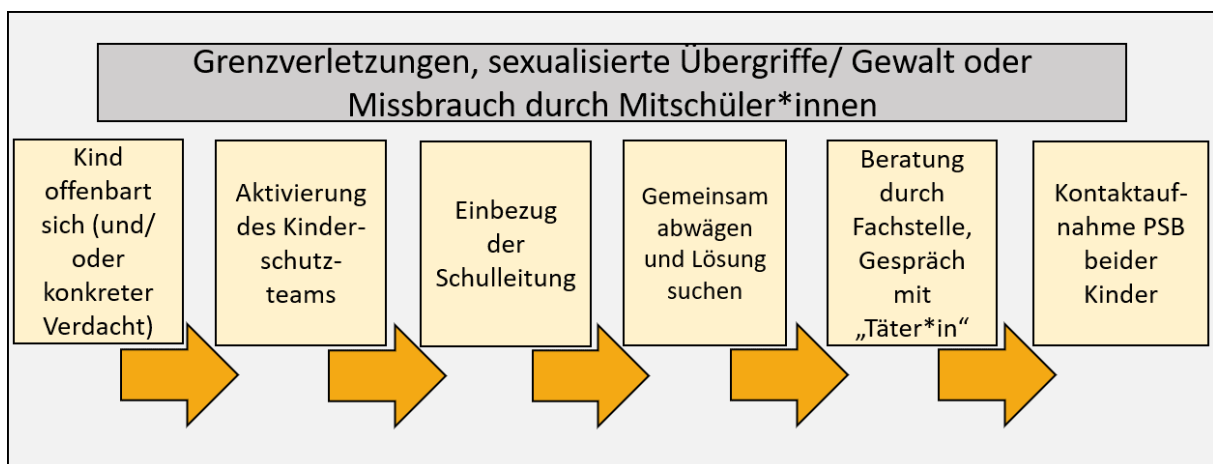 Grenzverletzungen, sexualisierte Übergriffe/ Gewalt oder
Missbrauch durch Mitschüler*innen
Kind
offenbart
sich (und/
oder
konkreter
Verdacht)
Aktivierung
des Kinder-
schutz-
teams
Einbezug
der
Schulleitung
Gemeinsam
abwägen
und Lösung
suchen
Beratung
durch
Fachstelle,
Gespräch
mit
„Täter*in“
Kontaktauf-
nahme PSB
beider
Kinder